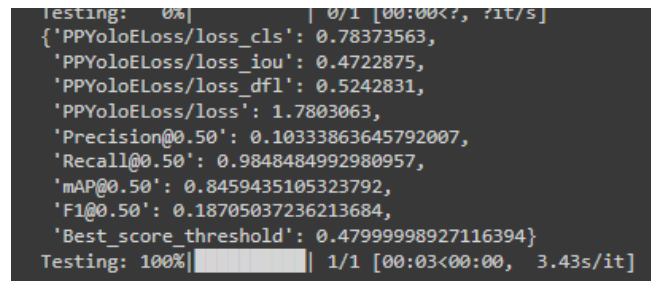 Testing:   0%|          | 0/1 [00:00<?, ?it/s]
{'PPYoloELoss/loss_cls': 0.78373563,
 'PPYoloELoss/loss_iou': 0.4722875,
 'PPYoloELoss/loss_dfl': 0.5242831,
 'PPYoloELoss/loss': 1.7803063,
 'Precision@0.50': 0.10333863645792007,
 'Recall@0.50': 0.9848484992980957,
 'mAP@0.50': 0.8459435105323792,
 'F1@0.50': 0.18705037236213684,
 'Best_score_threshold': 0.47999998927116394}
Testing: 100%|██████████| 1/1 [00:03<00:00,  3.43s/it]